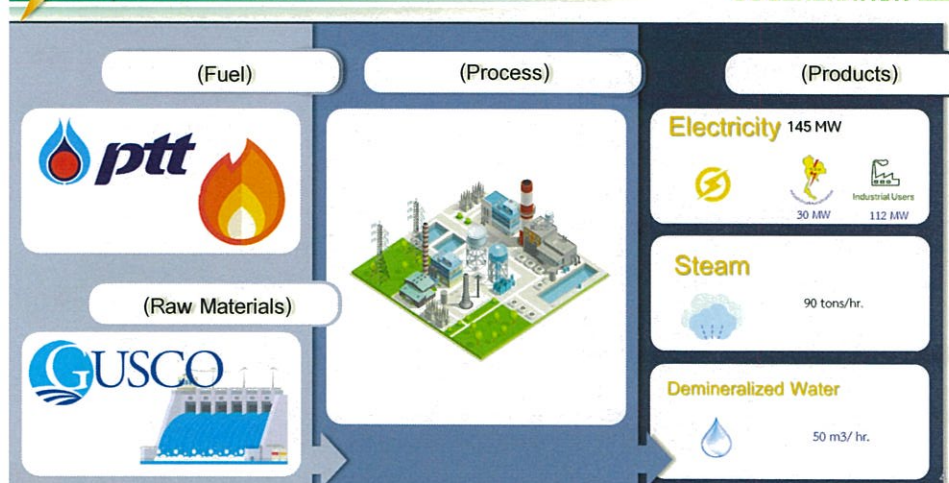 (Fuel)
(Process)
(Products)
ptt
(Raw Materials)
GUSCO
Electricity 145 MW
Industrial Users
30 MW
112 MW
Steam
90 tons/hr.
Demineralized Water
50 m3/ hr.